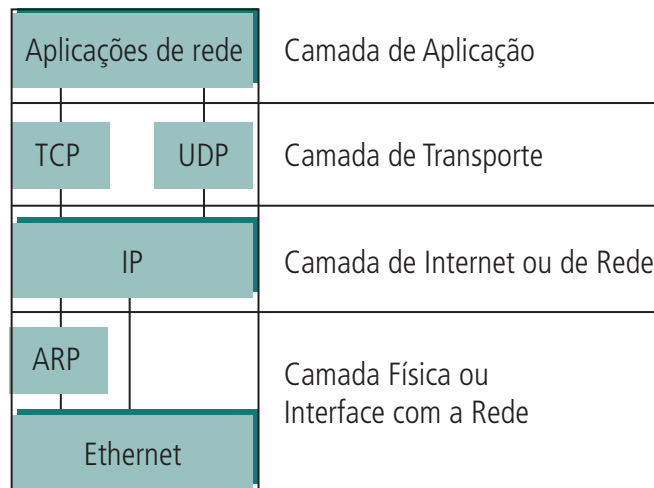 Aplicações de rede
Camada de Aplicação
TCP
UDP
Camada de Transporte
IP
Camada de Internet ou de Rede
ARP
Camada Física ou
Interface com a Rede
Ethernet